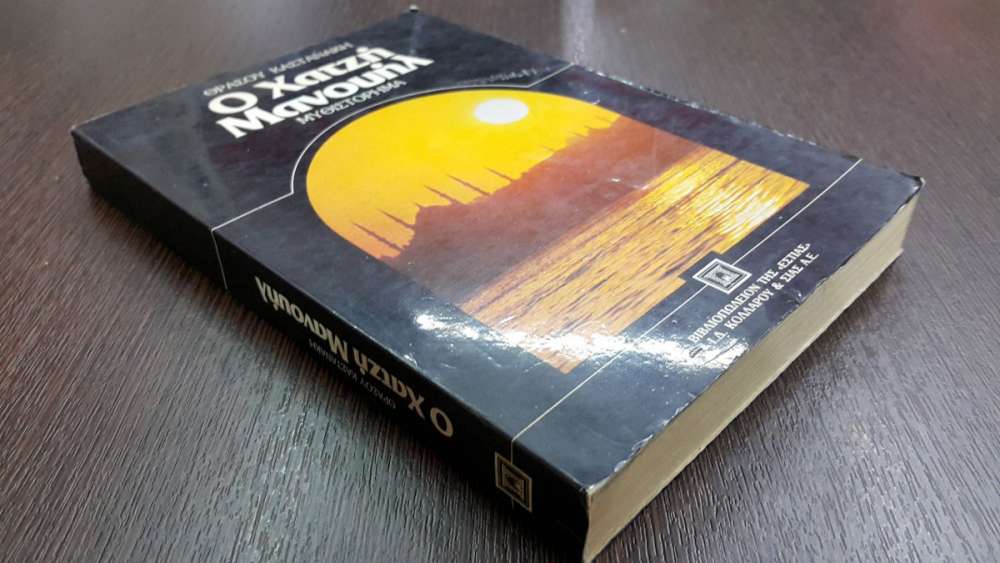 ΘΡΑΣΟΥ ΚΑΣΤΑΝΑΚΗ
Ο Χατζή
Μανουήλ
ΜΥΘΙΣΤΟΡΗΜΑ
ΒΙΒΛΙΟΠΩΛΕΙΟΝ ΤΗΣ «ΕΣΤΙΑΣ»
Ι.Δ. ΚΟΛΛΑΡΟΥ & ΣΙΑΣ Α.Ε
ΘΡΑΣΟΥ ΚΑΣΤΑΝΑΚΗ
Ο Χατζή Μανουήλ